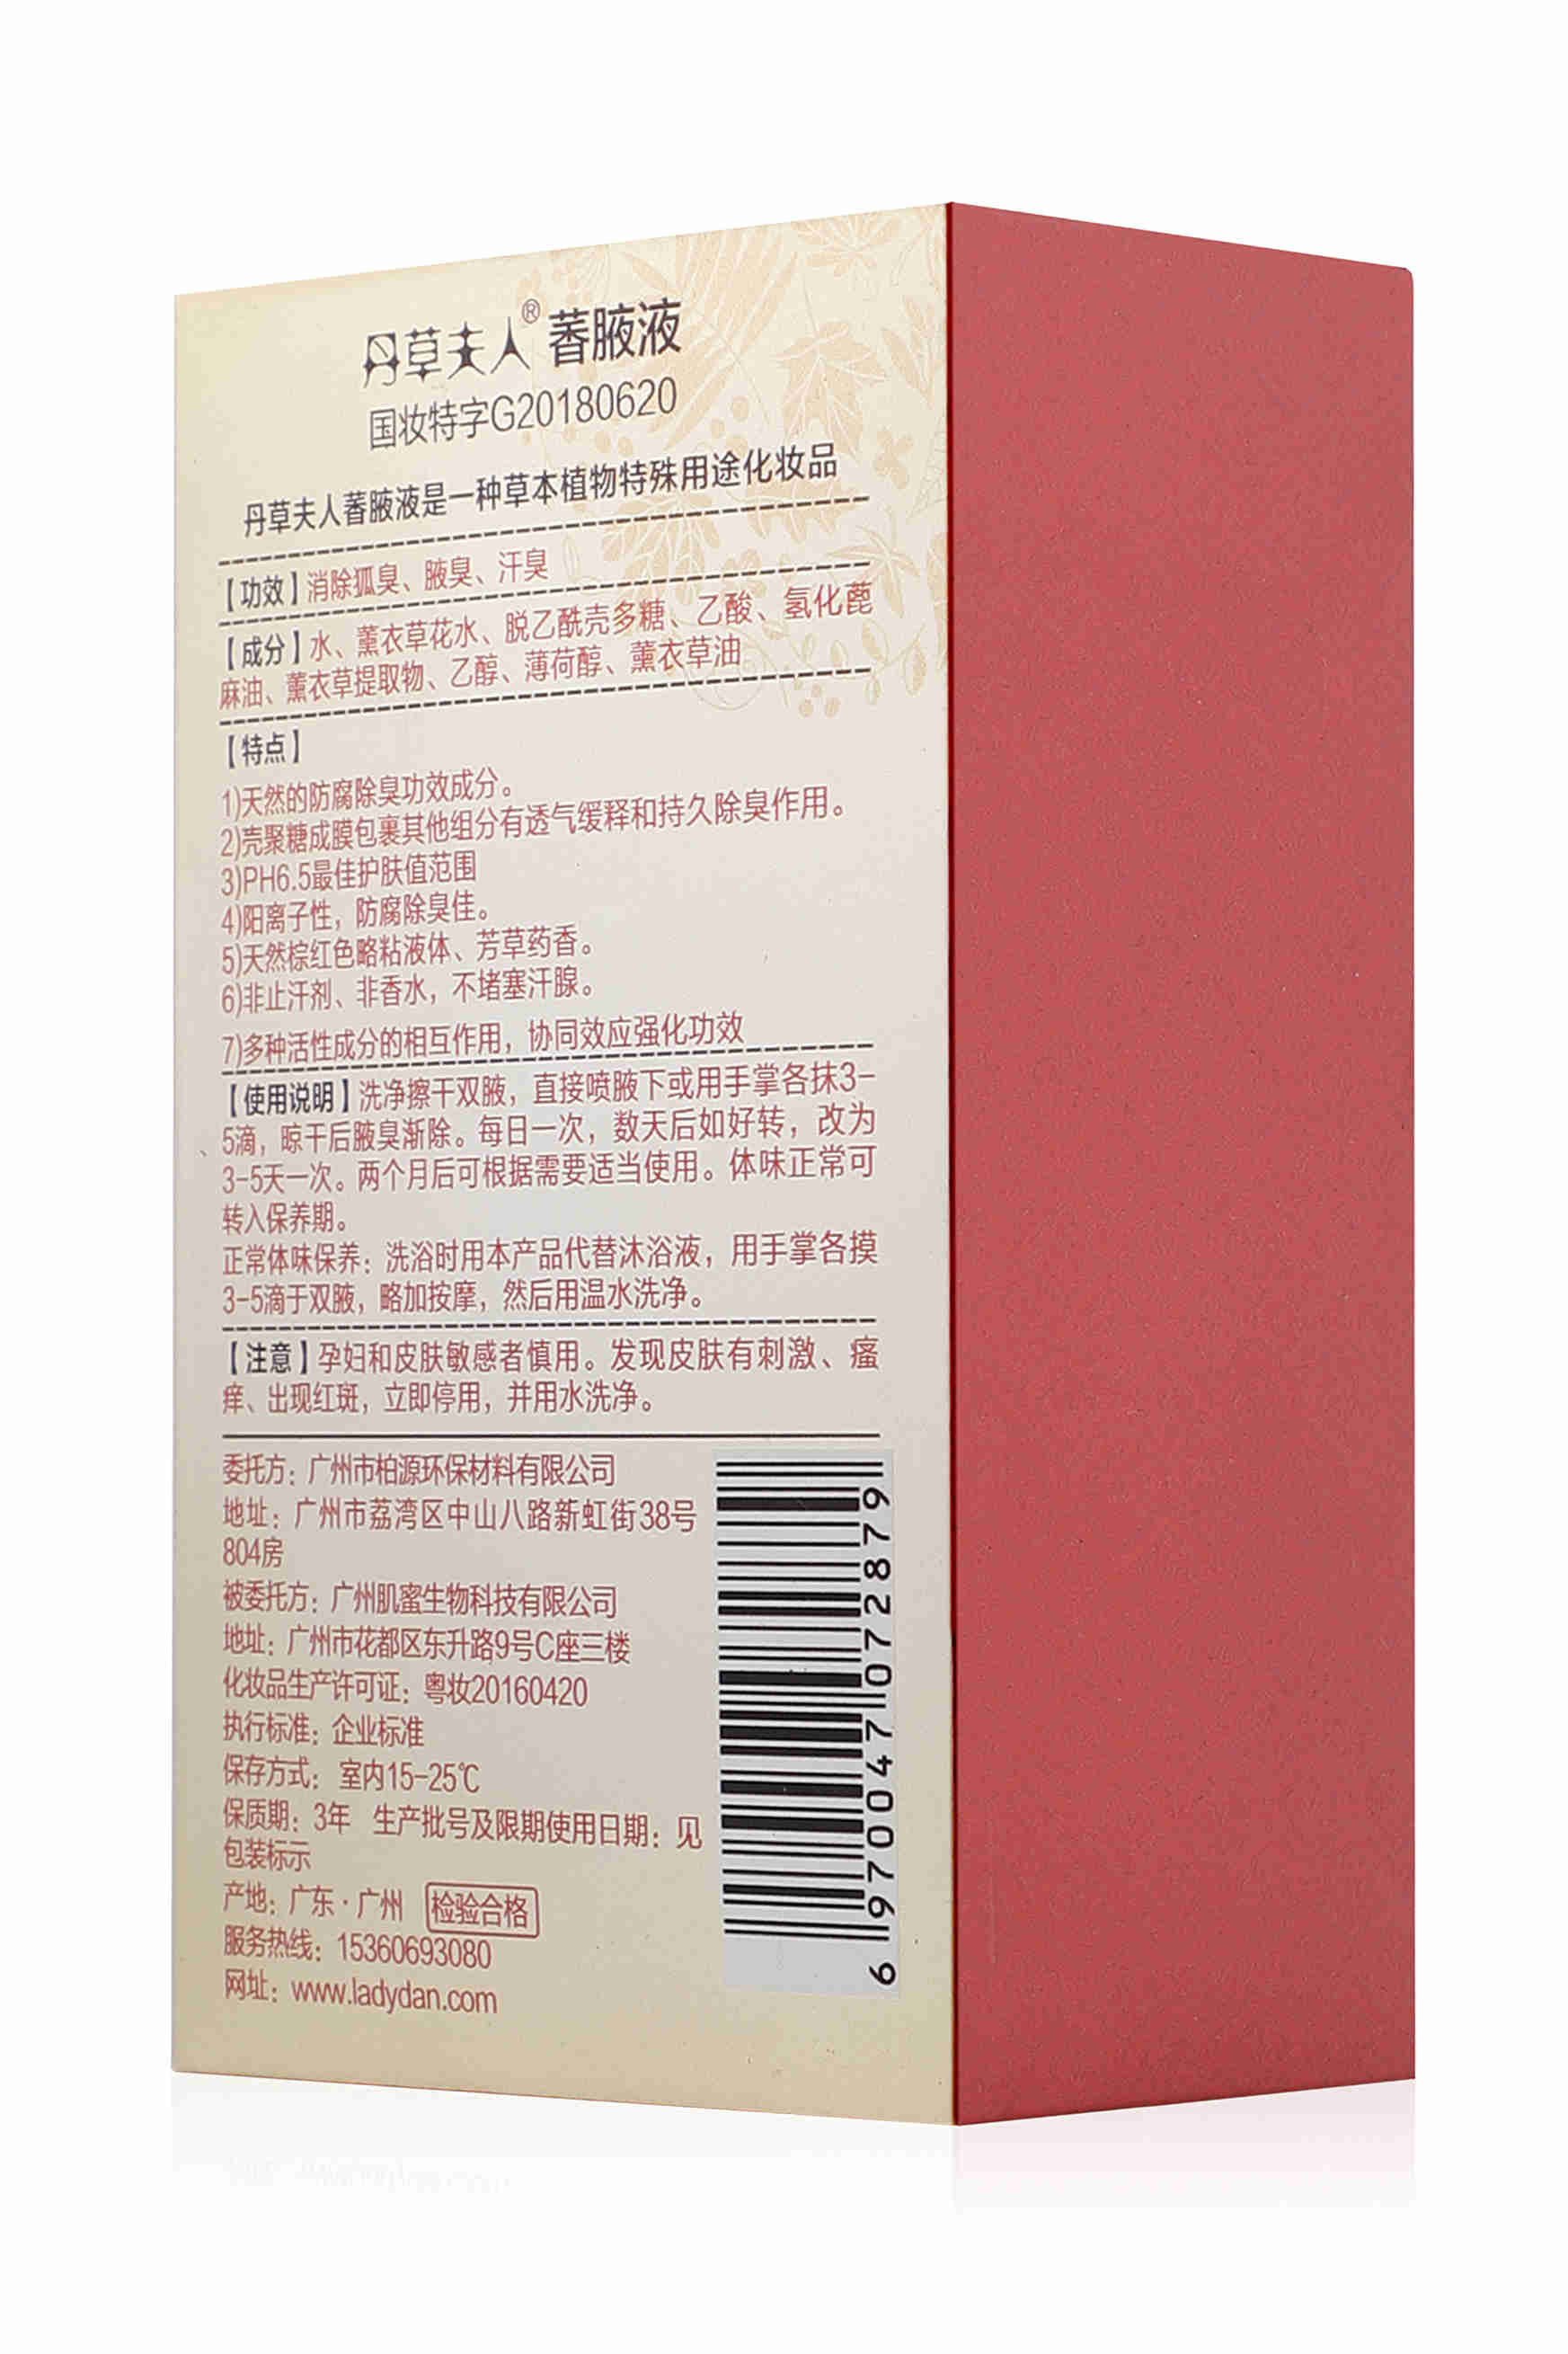 丹草夫人® 萫腋液
国妆特字G20180620
丹草夫人萫腋液是一种草本植物特殊用途化妆品
【功效】消除狐臭、腋臭、汗臭
【成分】水、薰衣草花水、脱乙酰壳多糖、乙酸、氢化蓖
麻油、薰衣草提取物、乙醇、薄荷醇、薰衣草油
【特点】
1)天然的防腐除臭功效成分。
2)壳聚糖成膜包裹其他组分有透气缓释和持久除臭作用。
3)PH6.5最佳护肤值范围
4)阳离子性，防腐除臭佳。
5)天然棕红色略粘液体、芳草药香。
6)非止汗剂、非香水，不堵塞汗腺。
7)多种活性成分的相互作用，协同效应强化功效
【使用说明】洗净擦干双腋，直接喷腋下或用手掌各抹3-
5滴，晾干后腋臭渐除。每日一次，数天后如好转，改为
3-5天一次。两个月后可根据需要适当使用。体味正常可
转入保养期。
正常体味保养：洗浴时用本产品代替沐浴液，用手掌各摸
3-5滴于双腋，略加按摩，然后用温水洗净。
【注意】孕妇和皮肤敏感者慎用。发现皮肤有刺激、瘙
痒、出现红斑，立即停用，并用水洗净。
委托方：广州市柏源环保材料有限公司
地址：广州市荔湾区中山八路新虹街38号
804房
被委托方：广州肌蜜生物科技有限公司
地址：广州市花都区东升路9号C座三楼
化妆品生产许可证：粤妆20160420
执行标准：企业标准
保存方式：室内15-25℃
保质期：3年 生产批号及限期使用日期：见
包装标示
产地：广东·广州 检验合格
服务热线：15360693080
网址：www.ladydan.com
6782707400769